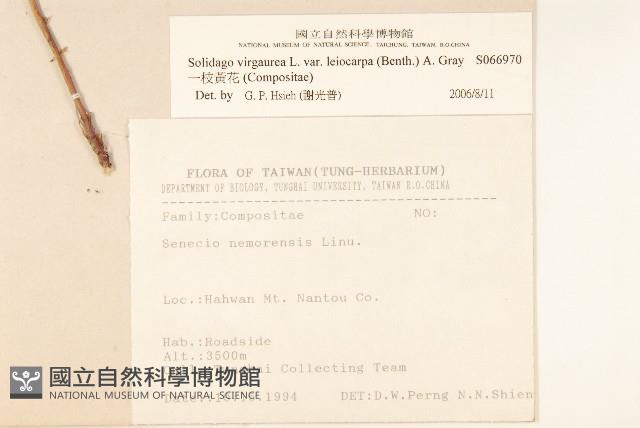 國立自然科學博物館
NATIONAL MUSEUM OF NATURAL SCIENCE, TAICHUNG, TAIWAN, R.O.CHINA
Solidago virgaurea L. var. leiocarpa (Benth.) A. Gray S066970
一枝黃花 (Compositae)
Det. by G. P. Hsieh (謝光普) 2006/8/11
FLORA OF TAIWAN(TUNG-HERBARIUM)
DEPARTMENT OF BIOLOGY, TUNGHAI UNIVERSITY, TAIWAN R.O.CHINA
Family:Compositae NO:
Senecio nemorensis Linu.
Loc.:Hahwan Mt. Nantou Co.
Hab.:Roadside
Alt.:3500m
Collecting Team
1994 DET:D.W.Perng N.N.Shien
國立自然科學博物館
NATIONAL MUSEUM OF NATURAL SCIENCE